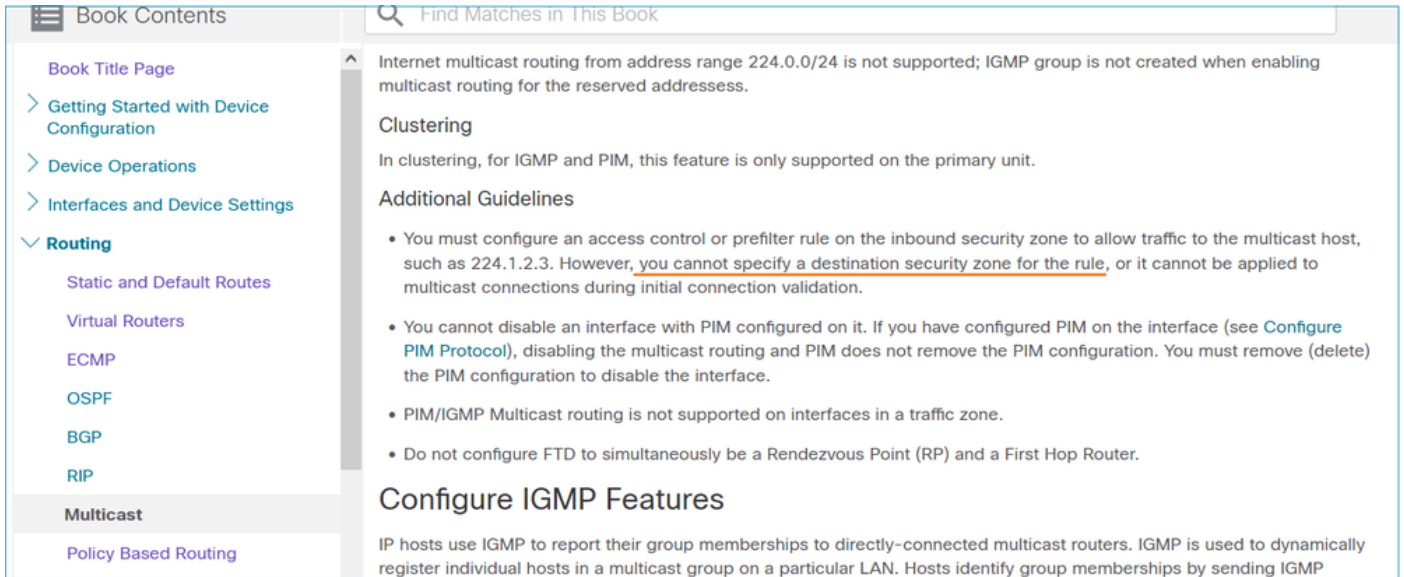 Book Contents
Find Matches in This Book
Book Title Page
Getting Started with Device
Configuration
Device Operations
Interfaces and Device Settings
Routing
Static and Default Routes
Virtual Routers
ECMP
OSPF
BGP
RIP
Multicast
Policy Based Routing
Internet multicast routing from address range 224.0.0/24 is not supported; IGMP group is not created when enabling
multicast routing for the reserved addressess.
Clustering
In clustering, for IGMP and PIM, this feature is only supported on the primary unit.
Additional Guidelines
• You must configure an access control or prefilter rule on the inbound security zone to allow traffic to the multicast host,
such as 224.1.2.3. However, you cannot specify a destination security zone for the rule, or it cannot be applied to
multicast connections during initial connection validation.
• You cannot disable an interface with PIM configured on it. If you have configured PIM on the interface (see Configure
PIM Protocol), disabling the multicast routing and PIM does not remove the PIM configuration. You must remove (delete)
the PIM configuration to disable the interface.
• PIM/IGMP Multicast routing is not supported on interfaces in a traffic zone.
• Do not configure FTD to simultaneously be a Rendezvous Point (RP) and a First Hop Router.
Configure IGMP Features
IP hosts use IGMP to report their group memberships to directly-connected multicast routers. IGMP is used to dynamically
register individual hosts in a multicast group on a particular LAN. Hosts identify group memberships by sending IGMP